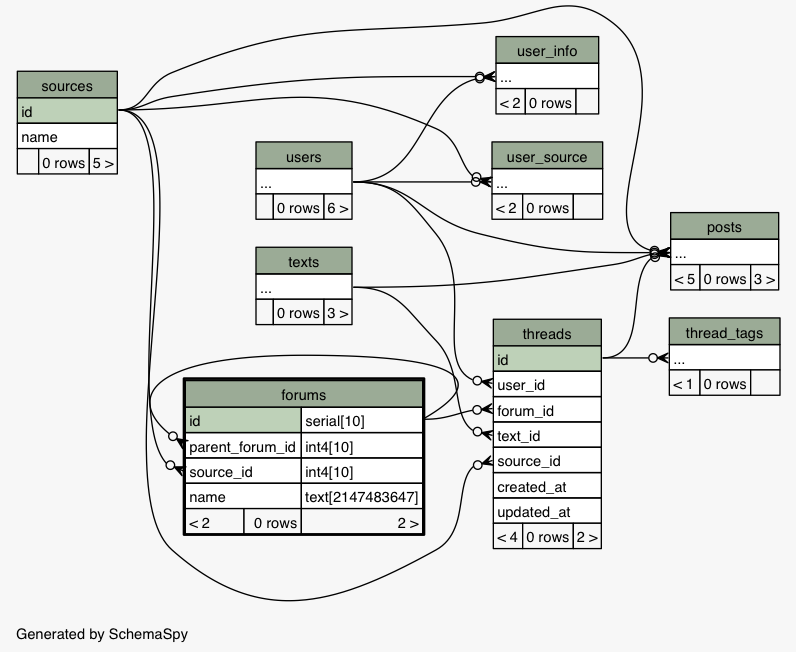 sources
id
name
0 rows 5 >
user_info
...
< 2 0 rows
users
...
0 rows 6 >
user_source
...
< 2 0 rows
posts
...
< 5 0 rows 3 >
texts
...
0 rows 3 >
threads
id
user_id
forum_id
text_id
source_id
created_at
updated_at
< 4 0 rows 2 >
thread_tags
...
< 1 0 rows
forums
id serial[10]
parent_forum_id int4[10]
source_id int4[10]
name text[2147483647]
< 2 0 rows 2 >
Generated by SchemaSpy